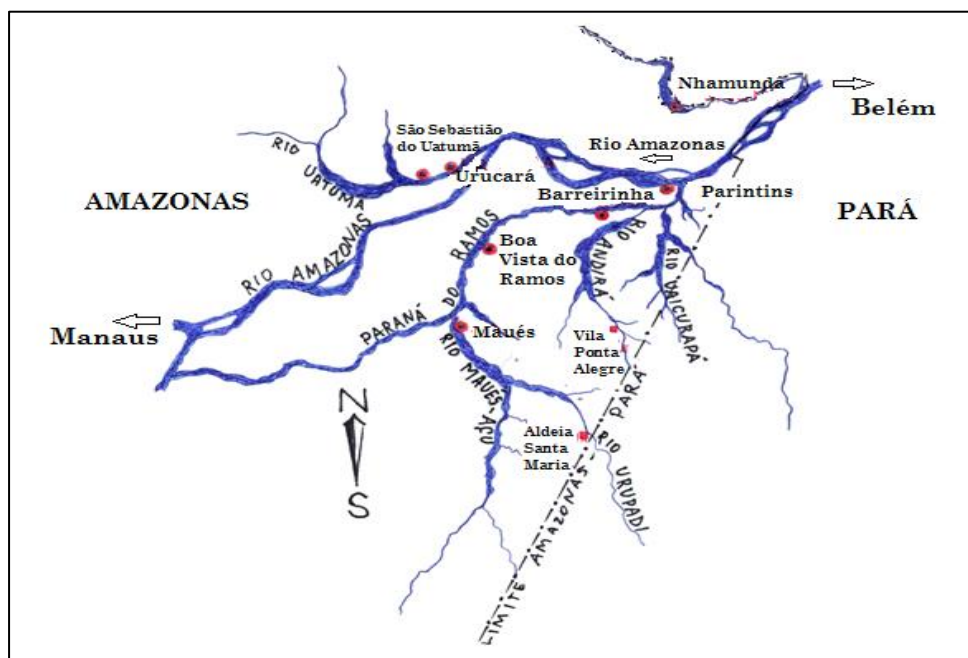 Nhamundá
Belém
São Sebastião
do Uatumã
Rio Amazonas
RIO UATUMÃ
Urucará
Barreirinha
Parintins
AMAZONAS
PARÁ
RIO AMAZONAS
PARANÁ DO RAMOS
Boa
Vista do
Ramos
RIO ANDIRÁ
RIO UAICURAPÁ
Manaus
Maués
Vila
Ponta
Alegre
RIO MAUÉS-AÇU
N
S
Aldeia
Santa
Maria
RIO URUPADI
LIMITE AMAZONAS-PARÁ